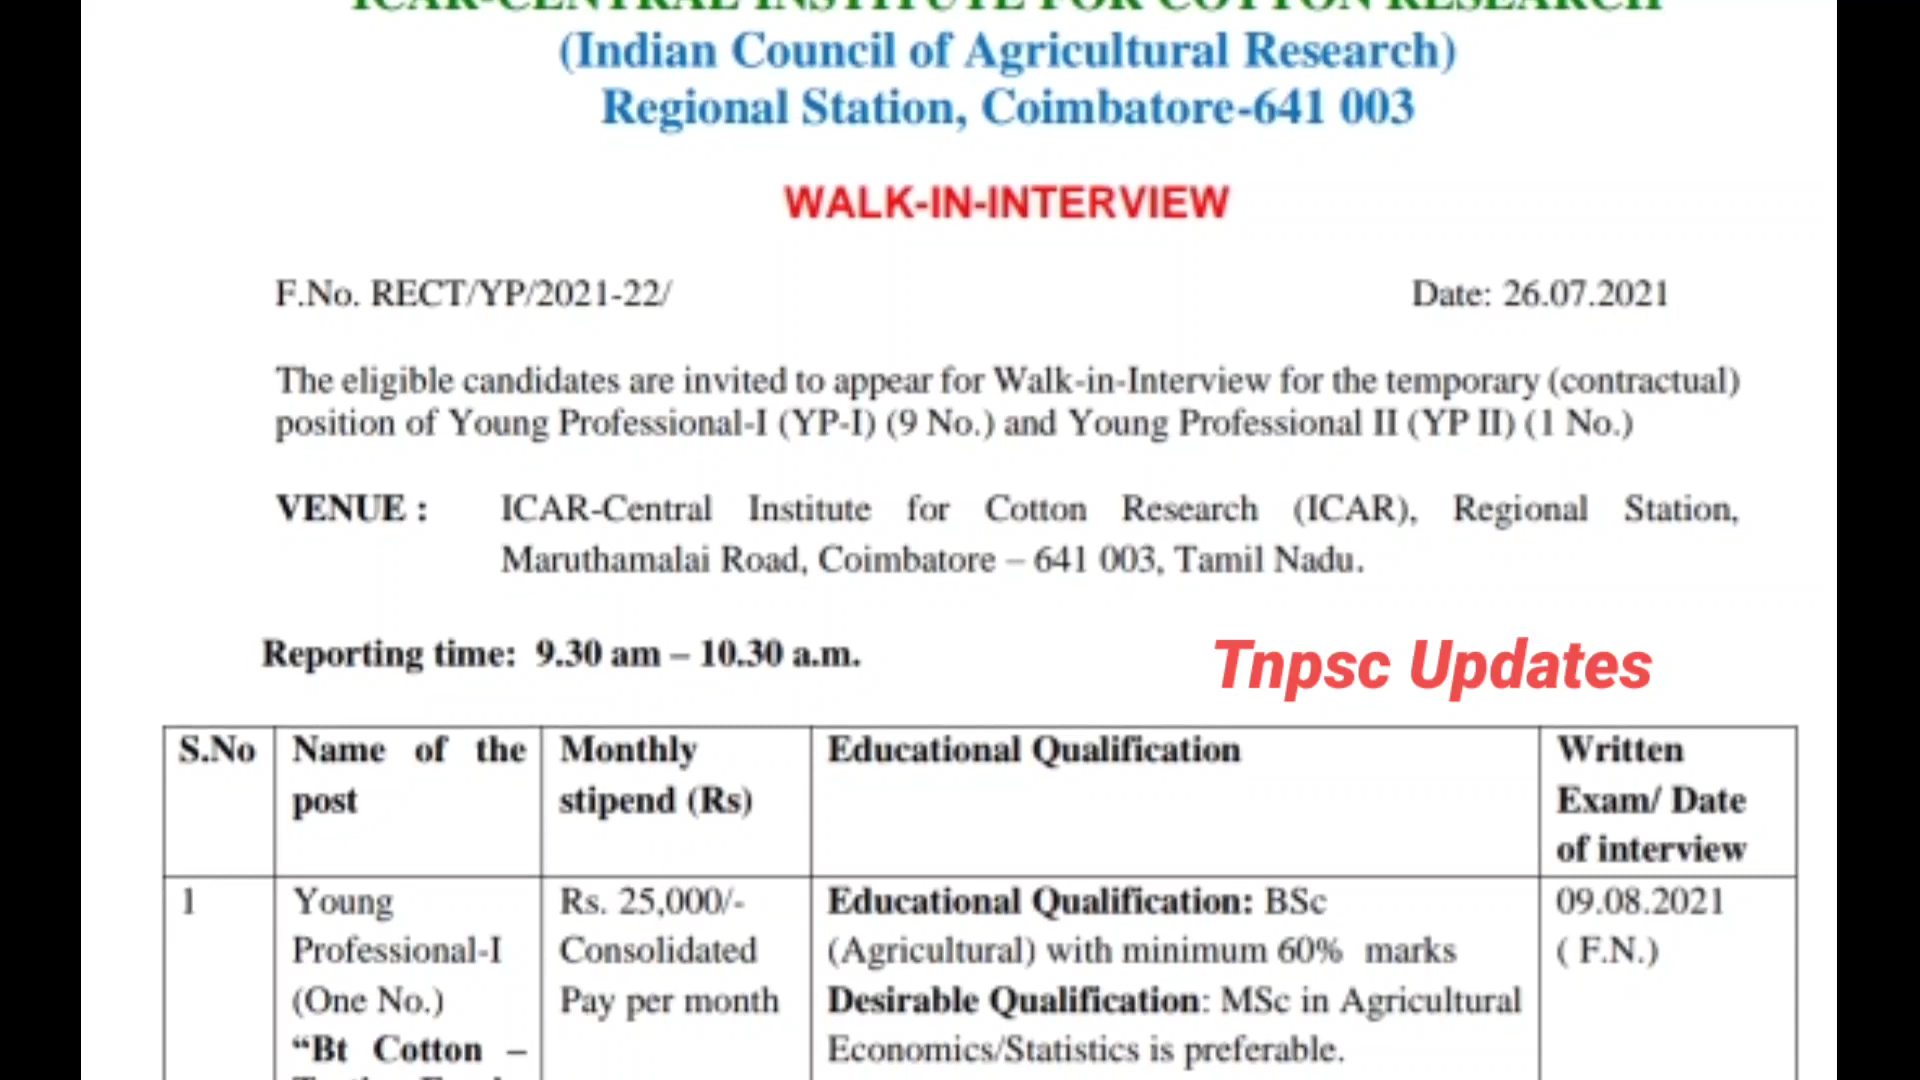 ICAR-CENTRAL INSTITUTE FOR COTTON RESEARCH
(Indian Council of Agricultural Research)
Regional Station, Coimbatore-641 003
WALK-IN-INTERVIEW
F.No. RECT/YP/2021-22/ Date: 26.07.2021
The eligible candidates are invited to appear for Walk-in-Interview for the temporary (contractual)
position of Young Professional-I (YP-I) (9 No.) and Young Professional II (YP II) (1 No.)
VENUE : ICAR-Central Institute for Cotton Research (ICAR), Regional Station,
Maruthamalai Road, Coimbatore – 641 003, Tamil Nadu.
Reporting time: 9.30 am – 10.30 a.m.
Tnpsc Updates
S.No Name of the Monthly Educational Qualification Written
post stipend (Rs) Exam/ Date
of interview
1 Young Rs. 25,000/- Educational Qualification: BSc 09.08.2021
Professional-I Consolidated (Agricultural) with minimum 60% marks ( F.N.)
(One No.) Pay per month Desirable Qualification: MSc in Agricultural
“Bt Cotton – Economics/Statistics is preferable.